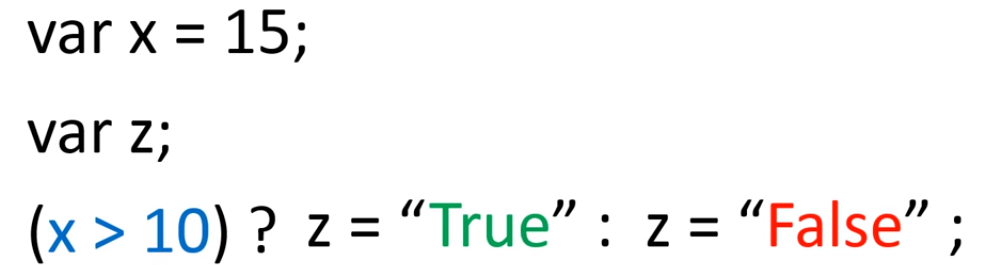 var x = 15;
var z;
(x > 10) ? z = “True” : z = “False” ;